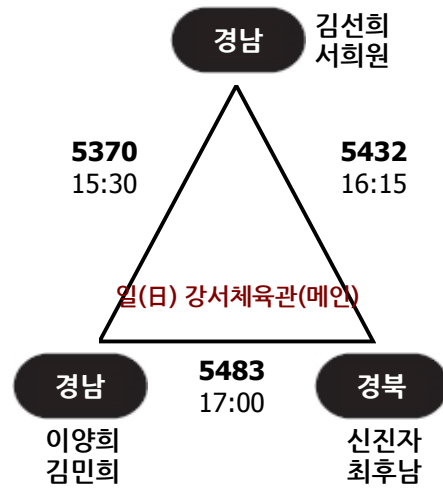 경남
김선희
서희원
5370
15:30
5432
16:15
일(日) 강서체육관(메인)
경남
이양희
김민희
5483
17:00
경북
신진자
최후남